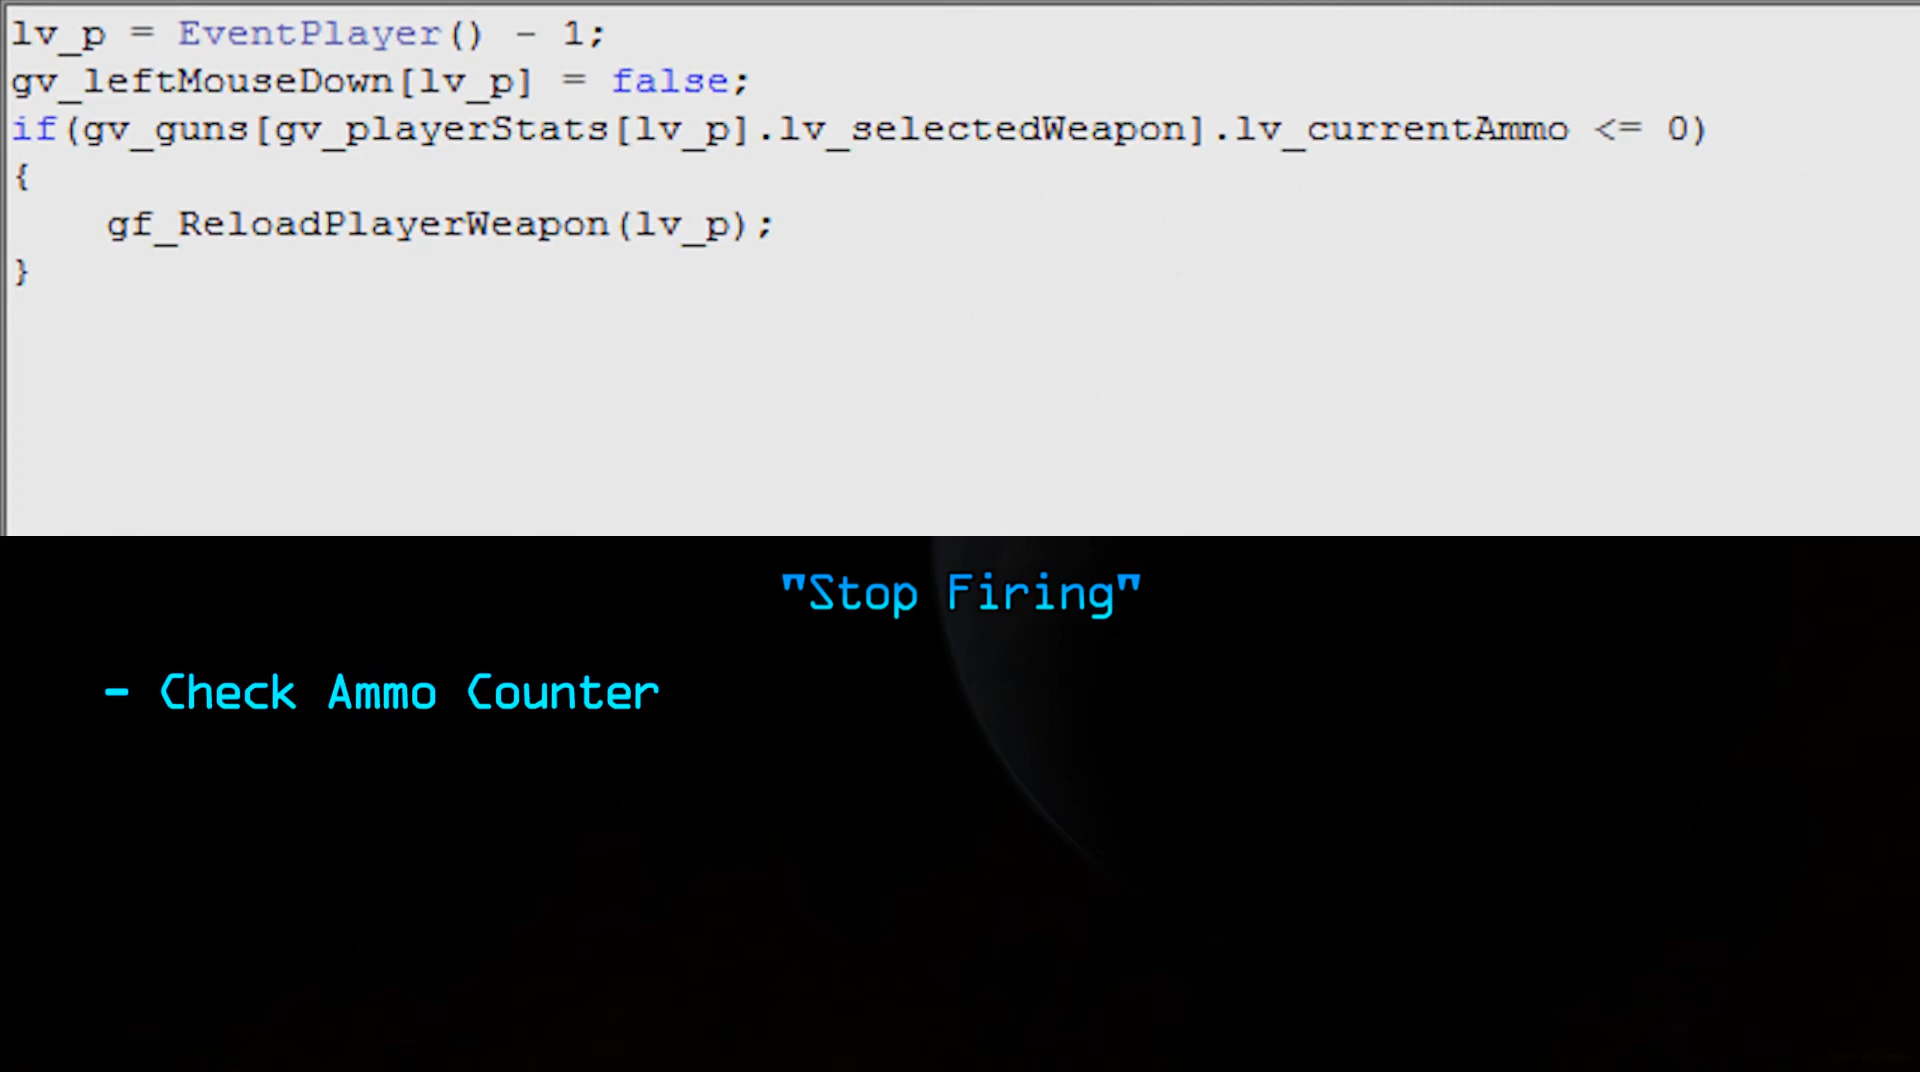 lv_p = EventPlayer() - 1;
gv_leftMouseDown[lv_p] = false;
if(gv_guns[gv_playerStats[lv_p].lv_selectedWeapon].lv_currentAmmo <= 0)
{
    gf_ReloadPlayerWeapon(lv_p);
}
"Stop Firing"
- Check Ammo Counter